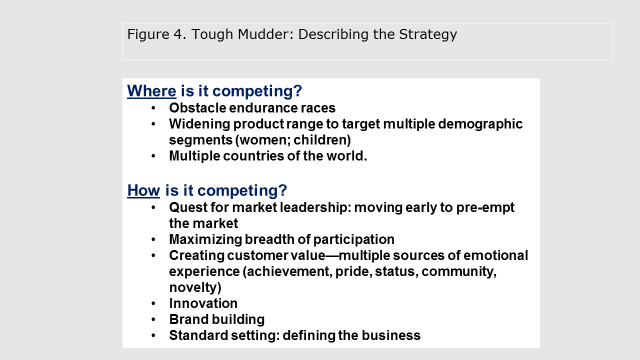 Figure 4. Tough Mudder: Describing the Strategy
Where is it competing?
• Obstacle endurance races
• Widening product range to target multiple demographic
segments (women; children)
• Multiple countries of the world.
How is it competing?
• Quest for market leadership: moving early to pre-empt
the market
• Maximizing breadth of participation
• Creating customer value—multiple sources of emotional
experience (achievement, pride, status, community,
novelty)
• Innovation
• Brand building
• Standard setting: defining the business